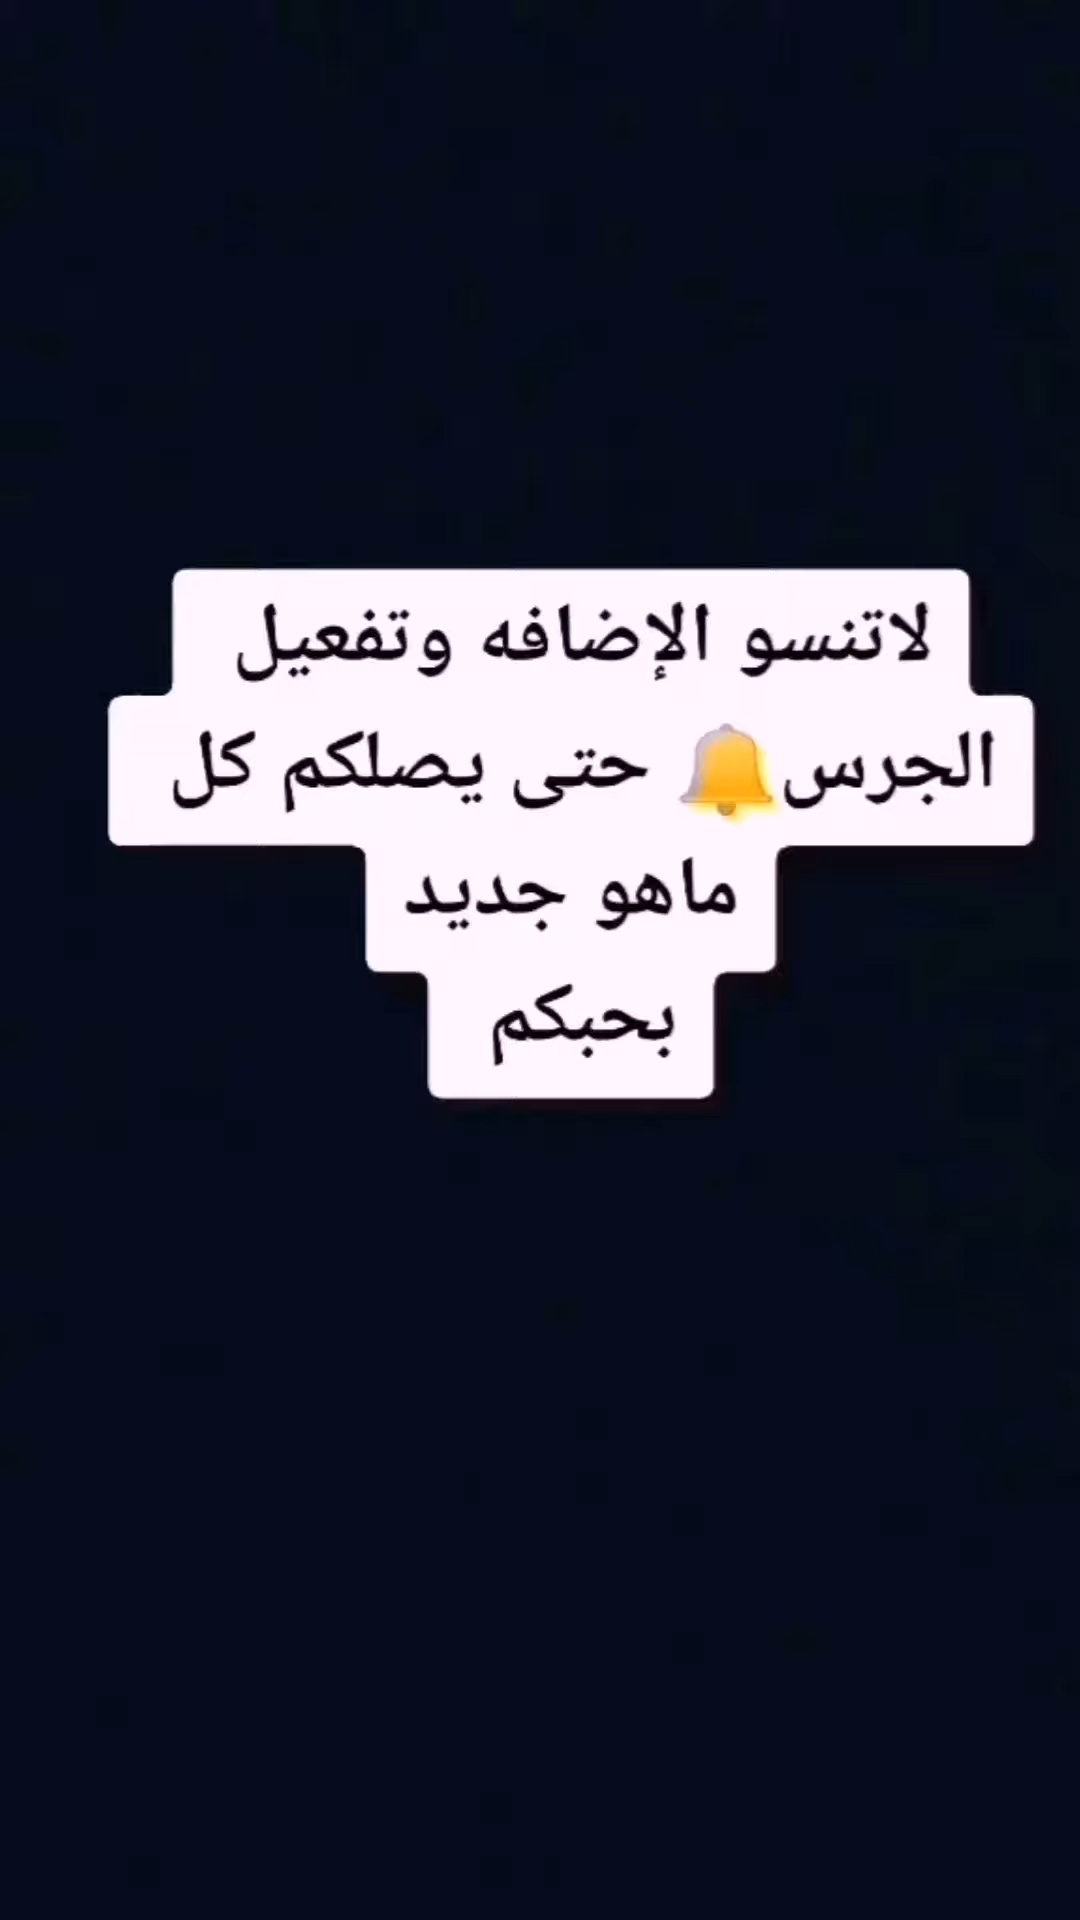 لاتنسو الإضافه وتفعيل
الجرس🔔 حتى يصلكم كل
ماهو جديد
بحبكم